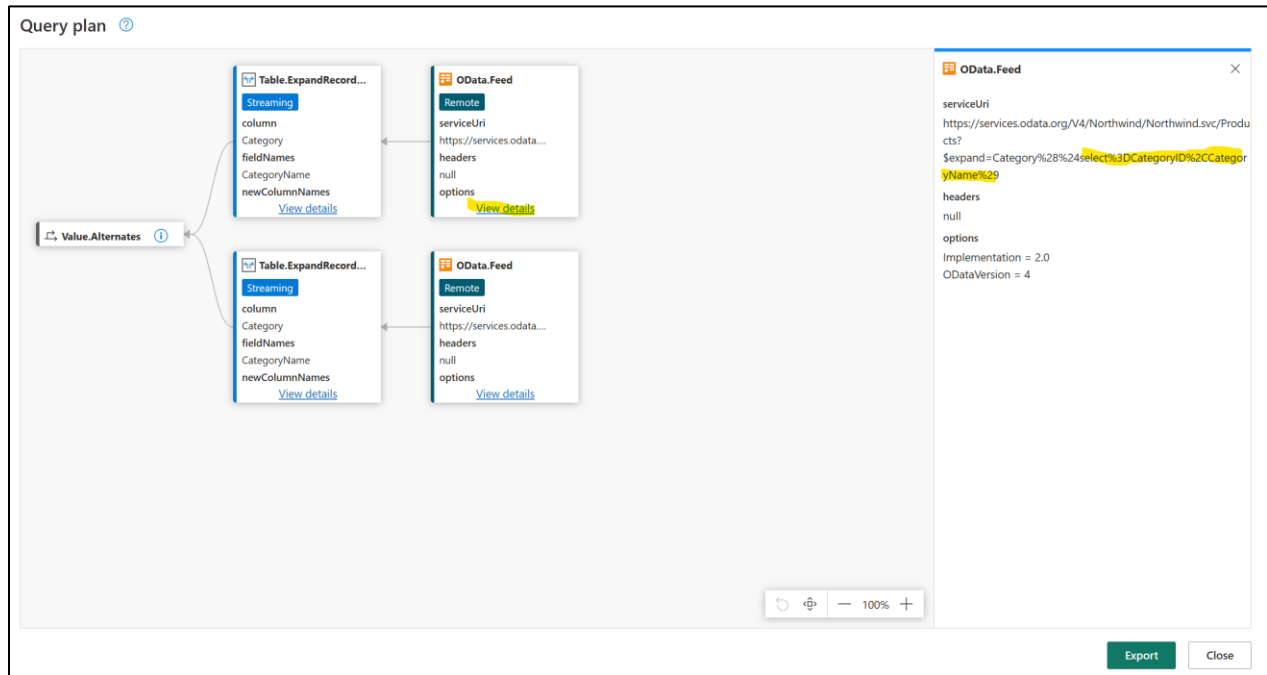 Query plan
Table.ExpandRecord...
Streaming
column
Category
fieldNames
CategoryName
newColumnNames
View details
OData.Feed
Remote
serviceUri
https://services.odata....
headers
null
options
View details
Value.Alternates
Table.ExpandRecord...
Streaming
column
Category
fieldNames
CategoryName
newColumnNames
View details
OData.Feed
Remote
serviceUri
https://services.odata....
headers
null
options
View details
100%
OData.Feed
serviceUri
https://services.odata.org/V4/Northwind/Northwind.svc/Produ
cts?
$expand=Category%28%24select%3DCategoryID%2CCategor
yName%29
headers
null
options
Implementation = 2.0
ODataVersion = 4
Export
Close